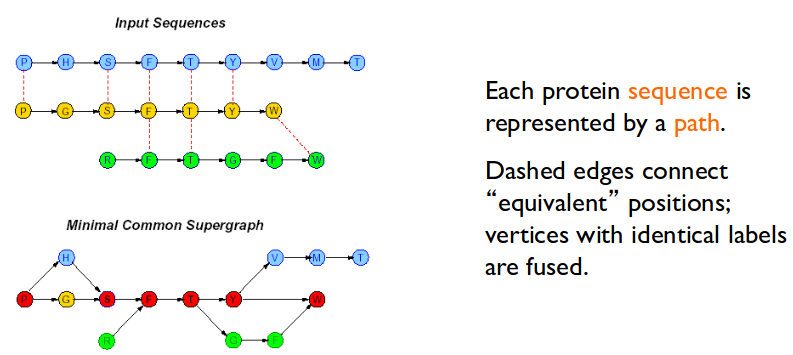 Input Sequences
P H S F T Y V M T
P G S F T Y W
R F T G F W
Minimal Common Supergraph
H V M T
P G S F T Y W
R G F
Each protein sequence is
represented by a path.
Dashed edges connect
“equivalent” positions;
vertices with identical labels
are fused.